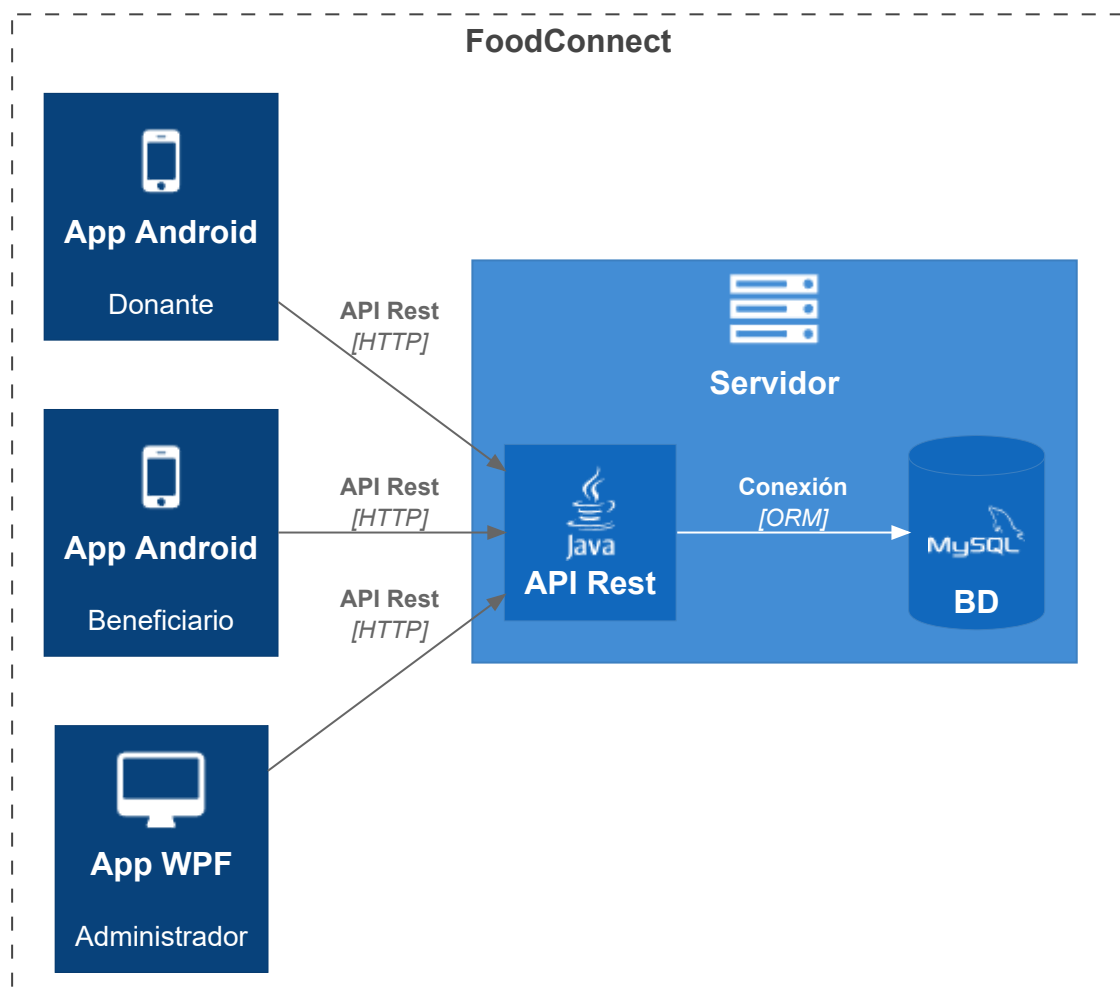 FoodConnect
App Android
Donante
API Rest
[HTTP]
Servidor
App Android
Beneficiario
API Rest
[HTTP]
Java
API Rest
Conexión
[ORM]
MySQL
BD
API Rest
[HTTP]
App WPF
Administrador